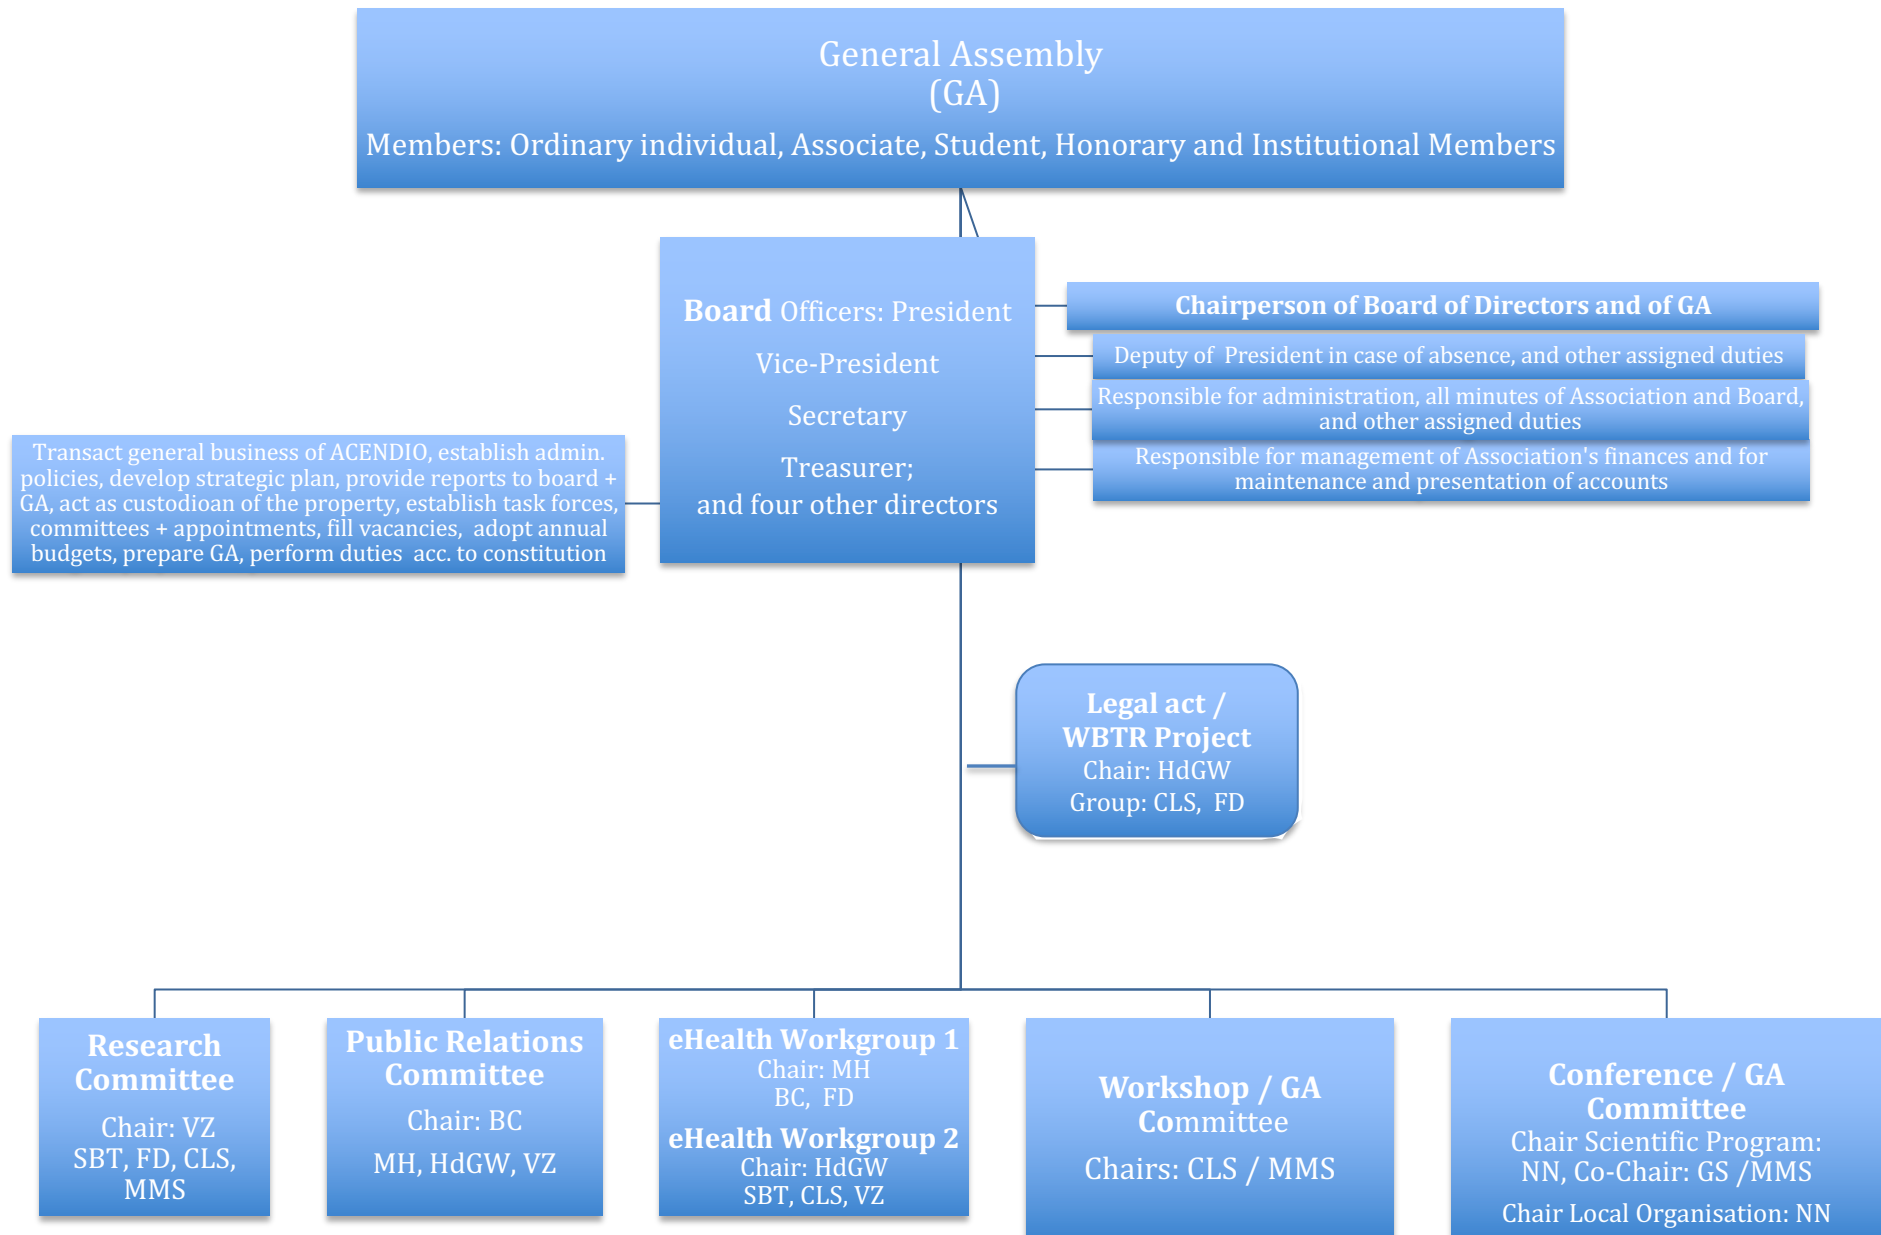 General Assembly
(GA)
Members: Ordinary individual, Associate, Student, Honorary and Institutional Members
Board Officers: President
Vice-President
Secretary
Treasurer;
and four other directors
Chairperson of Board of Directors and of GA
Deputy of President in case of absence, and other assigned duties
Responsible for administration, all minutes of Association and Board,
and other assigned duties
Responsible for management of Association's finances and for
maintenance and presentation of accounts
Transact general business of ACENDIO, establish admin.
policies, develop strategic plan, provide reports to board +
GA, act as custodioan of the property, establish task forces,
committees + appointments, fill vacancies, adopt annual
budgets, prepare GA, perform duties acc. to constitution
Legal act /
WBTR Project
Chair: HdGW
Group: CLS, FD
Research
Committee
Chair: VZ
SBT, FD, CLS,
MMS
Public Relations
Committee
Chair: BC
MH, HdGW, VZ
eHealth Workgroup 1
Chair: MH
BC, FD
eHealth Workgroup 2
Chair: HdGW
SBT, CLS, VZ
Workshop / GA
Committee
Chairs: CLS / MMS
Conference / GA
Committee
Chair Scientific Program:
NN, Co-Chair: GS /MMS
Chair Local Organisation: NN